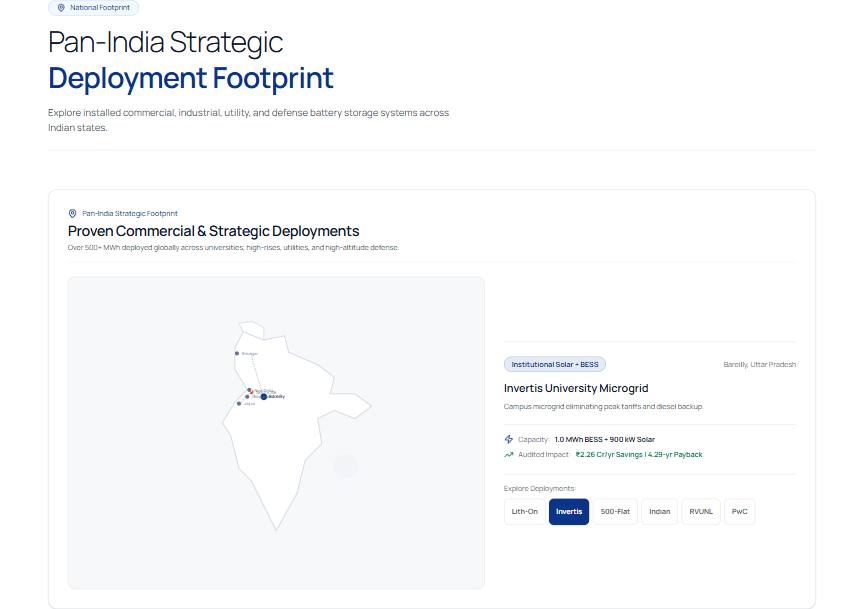 National Footprint
Pan-India Strategic
Deployment Footprint
Explore installed commercial, industrial, utility, and defense battery storage systems across
Indian states.
Pan-India Strategic Footprint
Proven Commercial & Strategic Deployments
Over 500+ MWh deployed globally across universities, high-rises, utilities, and high-altitude defense.
Srinagar
Bareilly
Jaipur
Institutional Solar + BESS
Bareilly, Uttar Pradesh
Invertis University Microgrid
Campus microgrid eliminating peak tariffs and diesel backup.
Capacity: 1.0 MWh BESS + 900 kW Solar
Audited Impact: ₹2.26 Cr/yr Savings | 4.29-yr Payback
Explore Deployments:
Lith-On
Invertis
500-Flat
Indian
RVUNL
PwC